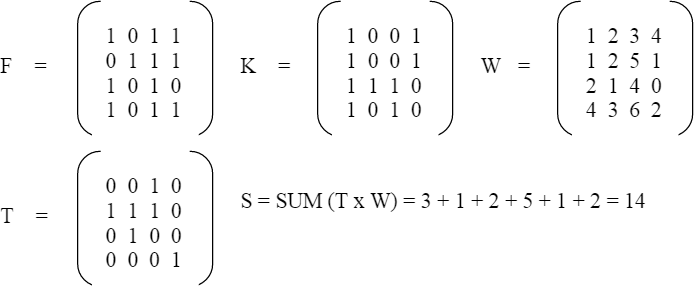 1 0 1 1 1 0 0 1 1 2 3 4
0 1 1 1 1 0 0 1 1 2 5 1
F = K = W =
1 0 1 0 1 1 1 0 2 1 4 0
1 0 1 1 1 0 1 0 4 3 6 2
0 0 1 0
S = SUM (T x W) = 3 + 1 + 2 + 5 + 1 + 2 = 14
1 1 1 0
T =
0 1 0 0
0 0 0 1